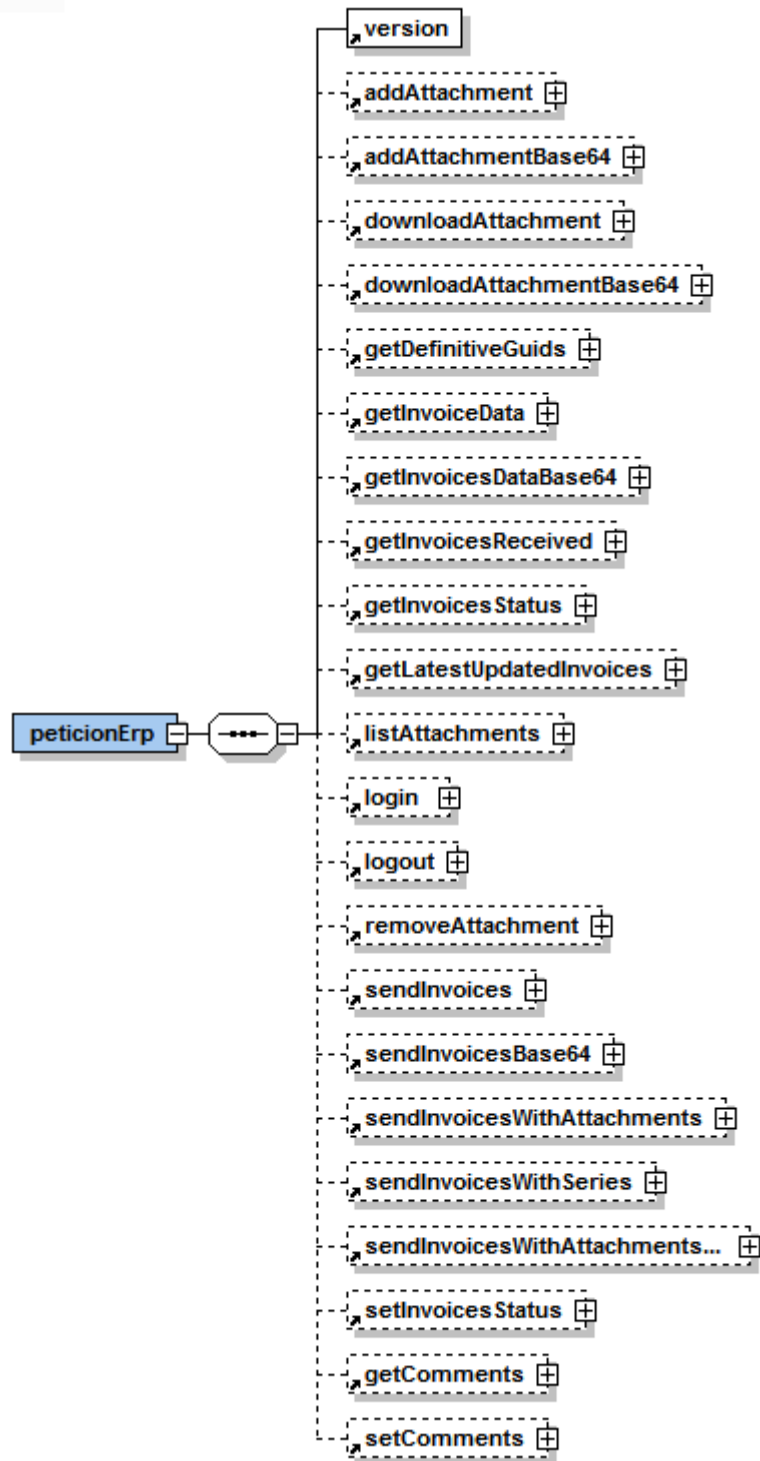 version
addAttachment
addAttachmentBase64
downloadAttachment
downloadAttachmentBase64
getDefinitiveGuids
getInvoiceData
getInvoicesDataBase64
getInvoicesReceived
getInvoicesStatus
getLatestUpdatedInvoices
peticionErp
listAttachments
login
logout
removeAttachment
sendInvoices
sendInvoicesBase64
sendInvoicesWithAttachments
sendInvoicesWithSeries
sendInvoicesWithAttachments...
setInvoicesStatus
getComments
setComments